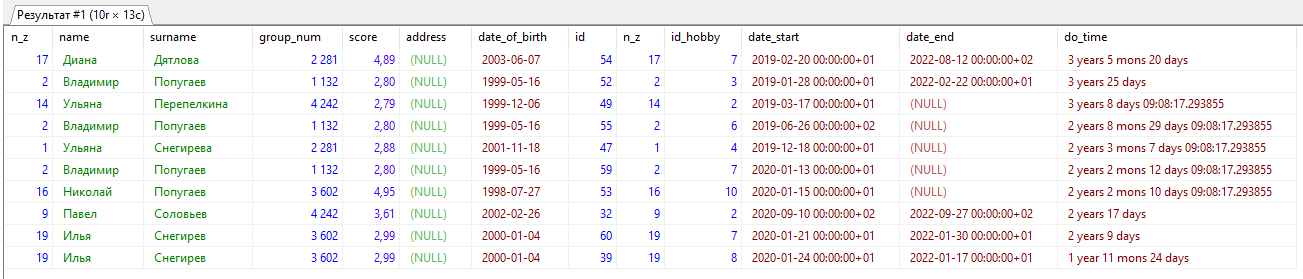 Результат #1 (10r × 13c)
n_z name surname group_num score address date_of_birth id n_z id_hobby date_start date_end do_time
17 Диана Дятлова 2 281 4,89 (NULL) 2003-06-07 54 17 7 2019-02-20 00:00:00+01 2022-08-12 00:00:00+02 3 years 5 mons 20 days
2 Владимир Попугаев 1 132 2,80 (NULL) 1999-05-16 52 2 3 2019-01-28 00:00:00+01 2022-02-22 00:00:00+01 3 years 25 days
14 Ульяна Перепелкина 4 242 2,79 (NULL) 1999-12-06 49 14 2 2019-03-17 00:00:00+01 (NULL) 3 years 8 days 09:08:17.293855
2 Владимир Попугаев 1 132 2,80 (NULL) 1999-05-16 55 2 6 2019-06-26 00:00:00+02 (NULL) 2 years 8 mons 29 days 09:08:17.293855
1 Ульяна Снегирева 2 281 2,88 (NULL) 2001-11-18 47 1 4 2019-12-18 00:00:00+01 (NULL) 2 years 3 mons 7 days 09:08:17.293855
2 Владимир Попугаев 1 132 2,80 (NULL) 1999-05-16 59 2 7 2020-01-13 00:00:00+01 (NULL) 2 years 2 mons 12 days 09:08:17.293855
16 Николай Попугаев 3 602 4,95 (NULL) 1998-07-27 53 16 10 2020-01-15 00:00:00+01 (NULL) 2 years 2 mons 10 days 09:08:17.293855
9 Павел Соловьев 4 242 3,61 (NULL) 2002-02-26 32 9 2 2020-09-10 00:00:00+02 2022-09-27 00:00:00+02 2 years 17 days
19 Илья Снегирев 3 602 2,99 (NULL) 2000-01-04 60 19 7 2020-01-21 00:00:00+01 2022-01-30 00:00:00+01 2 years 9 days
19 Илья Снегирев 3 602 2,99 (NULL) 2000-01-04 39 19 8 2020-01-24 00:00:00+01 2022-01-17 00:00:00+01 1 year 11 mons 24 days